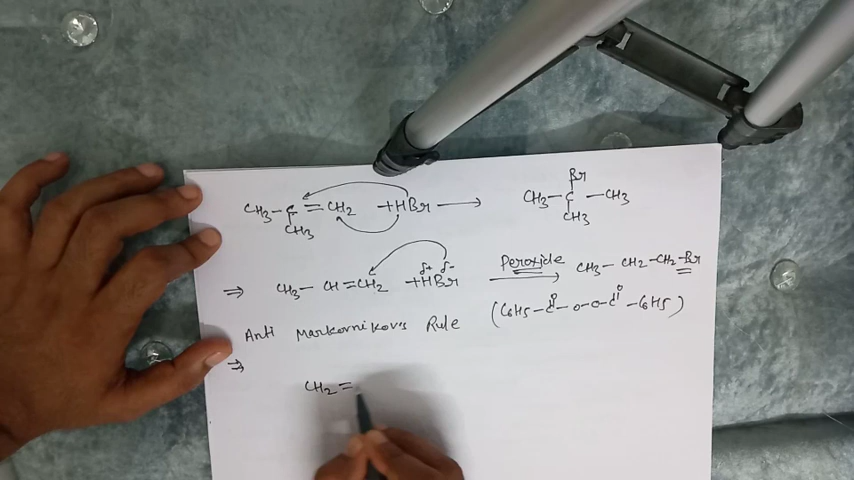 CH3-C=CH2 +HBr → CH3-C-CH3
CH3 Br CH3
⇒ CH3-CH=CH2 +HBr δ+ δ- Peroxide → CH3-CH2-CH2-Br
(C6H5-C-O-O-C-C6H5) O O
Anti Markornikov's Rule
⇒
CH2=